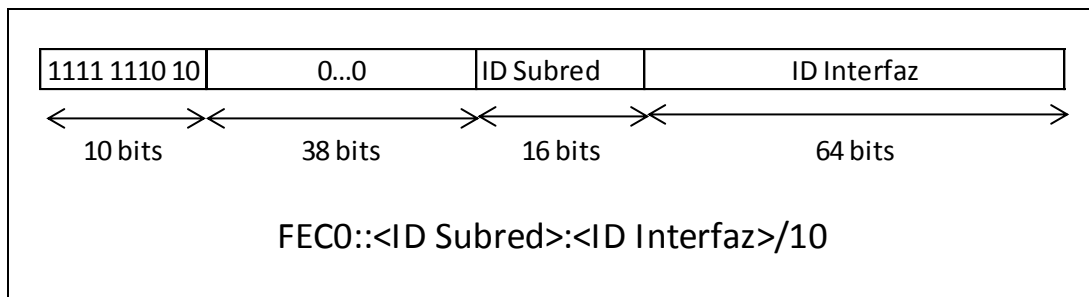 1111 1110 10 0...0 ID Subred ID Interfaz
10 bits 38 bits 16 bits 64 bits
FEC0::<ID Subred>:<ID Interfaz>/10